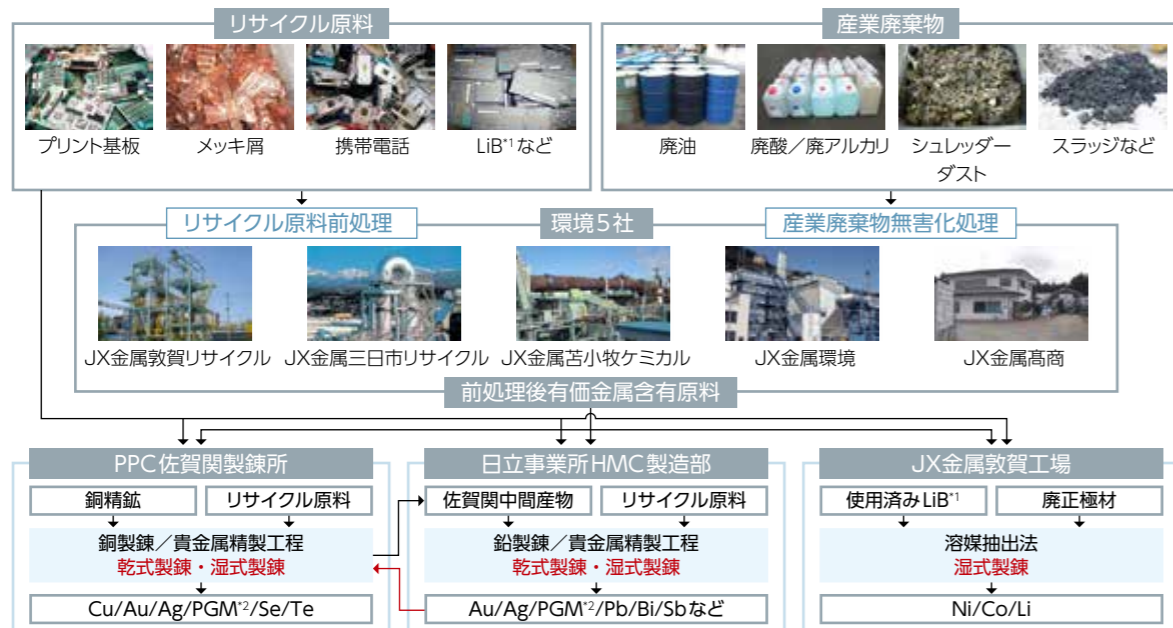 リサイクル原料
産業廃棄物
プリント基板
メッキ屑
携帯電話
LiB*1など
廃油
廃酸/廃アルカリ
シュレッダー
ダスト
スラッジなど
リサイクル原料前処理
環境5社
産業廃棄物無害化処理
JX金属敦賀リサイクル
JX金属三日市リサイクル
JX金属苫小牧ケミカル
JX金属環境
JX金属髙商
前処理後有価金属含有原料
PPC佐賀関製錬所
日立事業所HMC製造部
JX金属敦賀工場
銅精鉱
リサイクル原料
佐賀関中間産物
リサイクル原料
使用済みLiB*1
廃正極材
銅製錬/貴金属精製工程
乾式製錬・湿式製錬
鉛製錬/貴金属精製工程
乾式製錬・湿式製錬
溶媒抽出法
湿式製錬
Cu/Au/Ag/PGM*2/Se/Te
Au/Ag/PGM*2/Pb/Bi/Sbなど
Ni/Co/Li